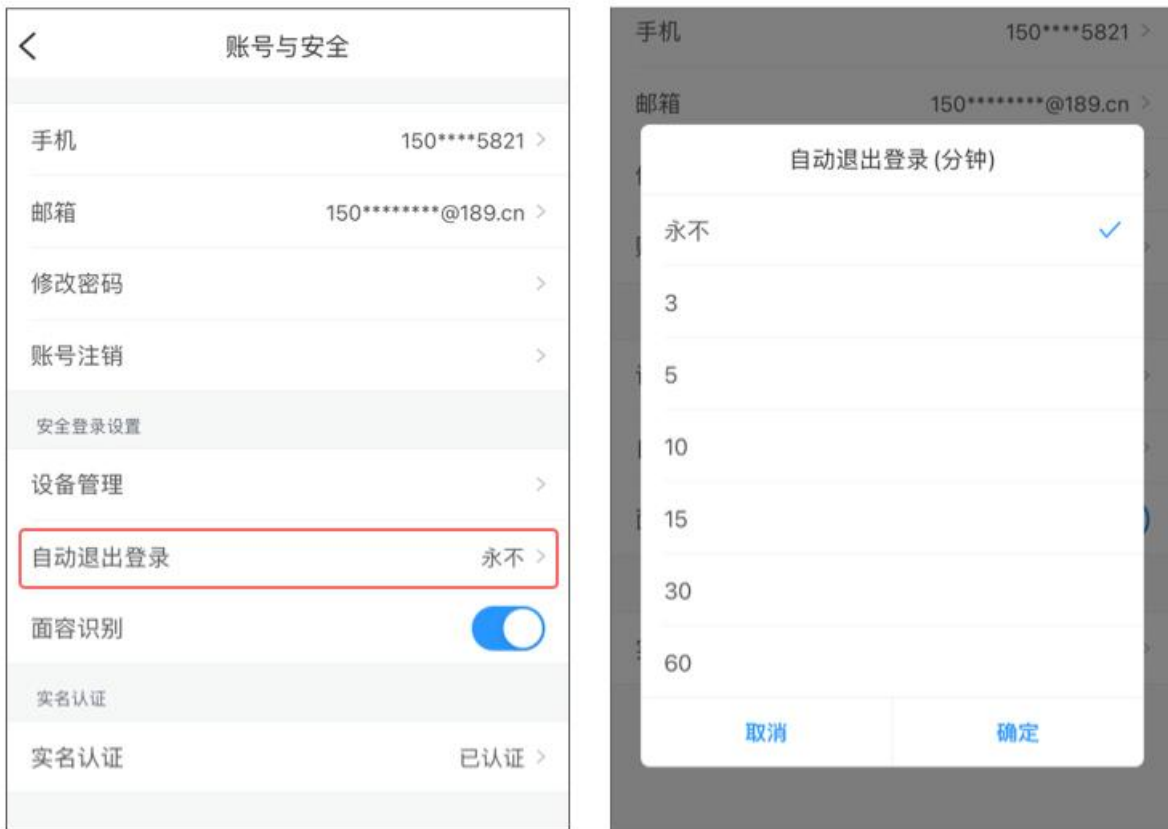 账号与安全
手机 150****5821
邮箱 150********@189.cn
修改密码
账号注销
安全登录设置
设备管理
自动退出登录 永不
面容识别
实名认证
实名认证 已认证
手机 150****5821
邮箱 150********@189.cn
自动退出登录(分钟)
永不
3
5
10
15
30
60
取消 确定